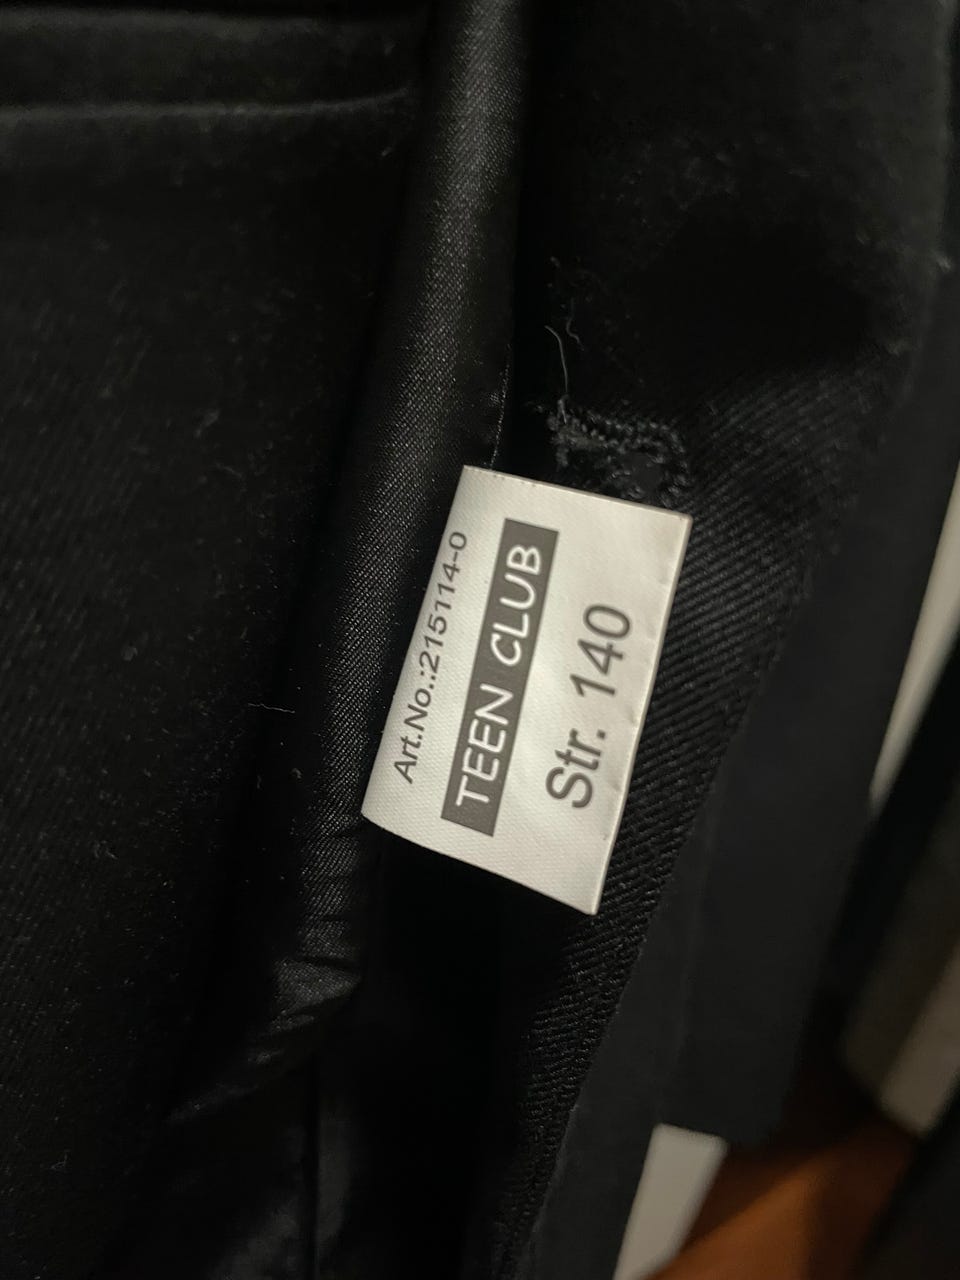 Art.No.:215114-0
TEEN CLUB
Str. 140